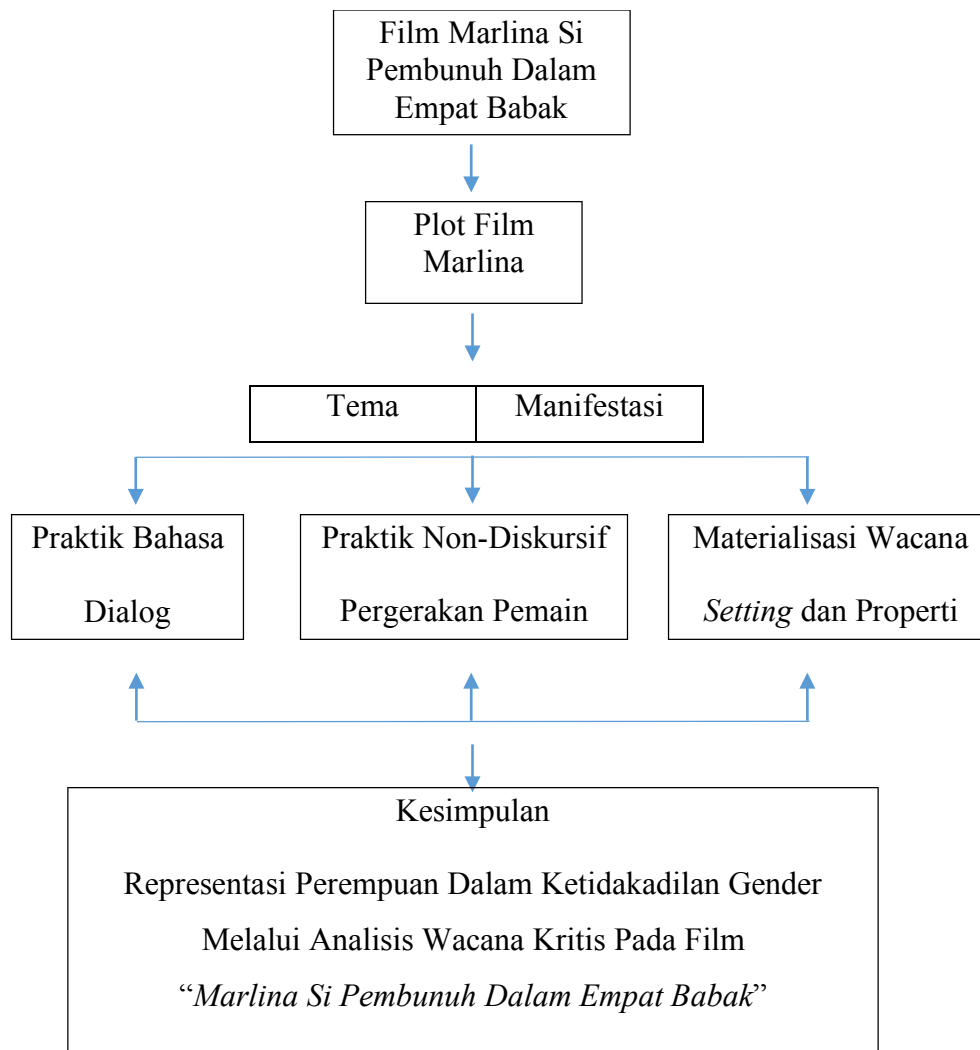 Film Marlina Si
Pembunuh Dalam
Empat Babak
Plot Film
Marlina
Tema
Manifestasi
Praktik Bahasa
Dialog
Praktik Non-Diskursif
Pergerakan Pemain
Materialisasi Wacana
Setting dan Properti
Kesimpulan
Representasi Perempuan Dalam Ketidakadilan Gender
Melalui Analisis Wacana Kritis Pada Film
“Marlina Si Pembunuh Dalam Empat Babak”